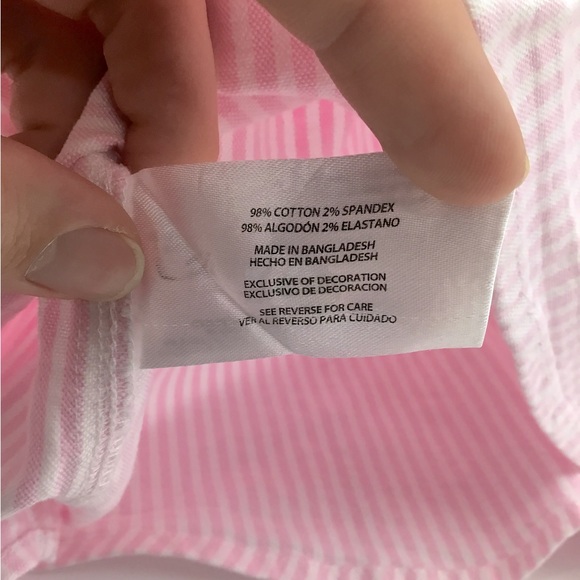 98% COTTON 2% SPANDEX
98% ALGODÓN 2% ELASTANO
MADE IN BANGLADESH
HECHO EN BANGLADESH
EXCLUSIVE OF DECORATION
EXCLUSIVO DE DECORACION
SEE REVERSE FOR CARE
VER AL REVERSO PARA CUIDADO